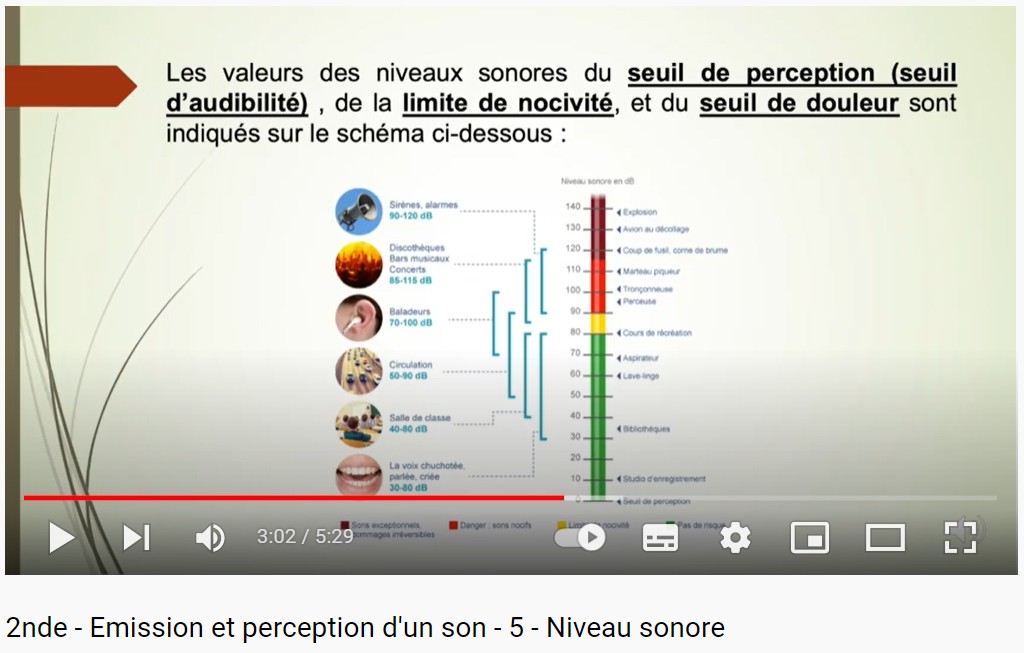 Les valeurs des niveaux sonores du seuil de perception (seuil
d'audibilité) , de la limite de nocivité, et du seuil de douleur sont
indiqués sur le schéma ci-dessous :
Niveau sonore en dB
Sirènes, alarmes
90-120 dB
Discothèques
Bars musicaux
Concerts
85-115 dB
Baladeurs
70-100 dB
Circulation
50-90 dB
Salle de classe
40-80 dB
La voix chuchotée,
parlée, criée
30-80 dB
140
Explosion
130
Avion au décollage
120
Coup de fusil, corne de brume
110
Marteau piqueur
100
Tronçonneuse
Perceuse
90
80
Cours de récréation
70
Aspirateur
60
Lave-linge
50
40
Bibliothèques
30
20
10
Studio d'enregistrement
0
Seuil de perception
Sons exceptionnels,
dommages irréversibles
Danger : sons nocifs
nocivité
Pas de risque
3:02 / 5:29
2nde - Emission et perception d'un son - 5 - Niveau sonore